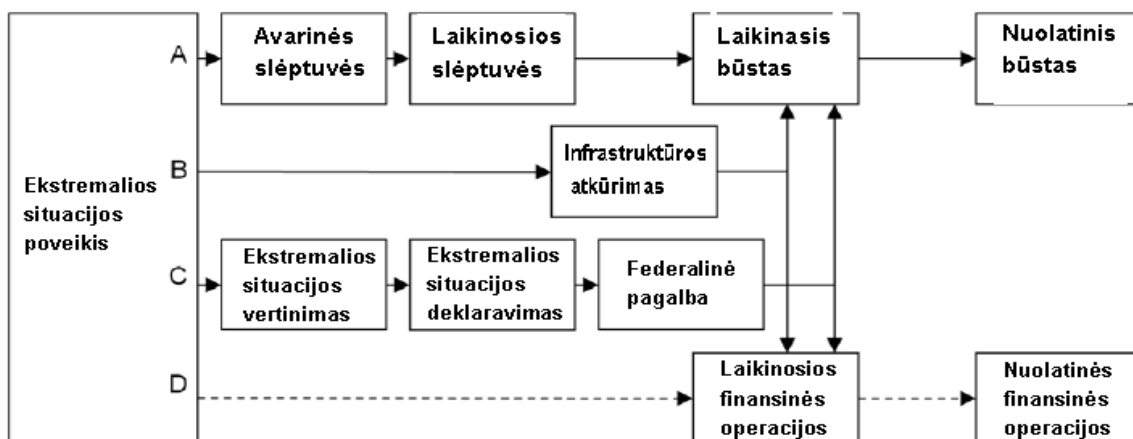 Ekstremalios
situacijos
poveikis
A
Avarinės
slėptuvės
Laikinosios
slėptuvės
Laikinasis
būstas
Nuolatinis
būstas
B
Infrastruktūros
atkūrimas
C
Ekstremalios
situacijos
vertinimas
Ekstremalios
situacijos
deklaravimas
Federalinė
pagalba
D
Laikinosios
finansinės
operacijos
Nuolatinės
finansinės
operacijos